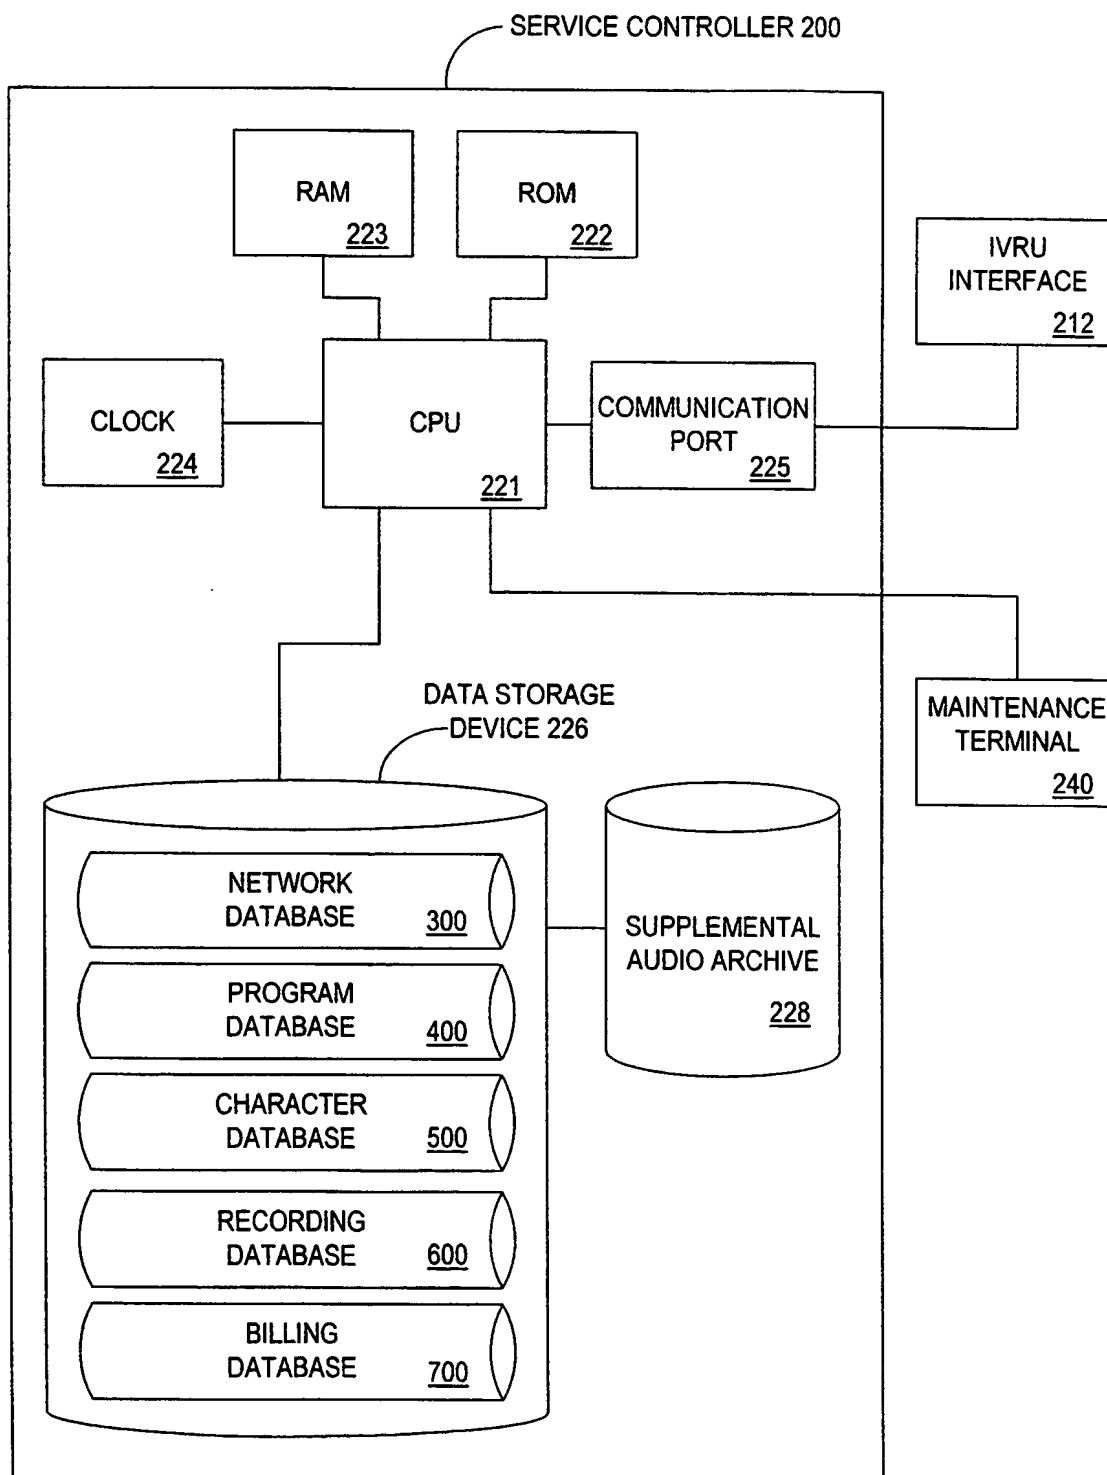 SERVICE CONTROLLER 200
RAM
223
ROM
222
IVRU
INTERFACE
212
CLOCK
224
CPU
221
COMMUNICATION
PORT
225
DATA STORAGE
DEVICE 226
MAINTENANCE
TERMINAL
240
NETWORK
DATABASE 300
PROGRAM
DATABASE 400
CHARACTER
DATABASE 500
RECORDING
DATABASE 600
BILLING
DATABASE 700
SUPPLEMENTAL
AUDIO ARCHIVE
228